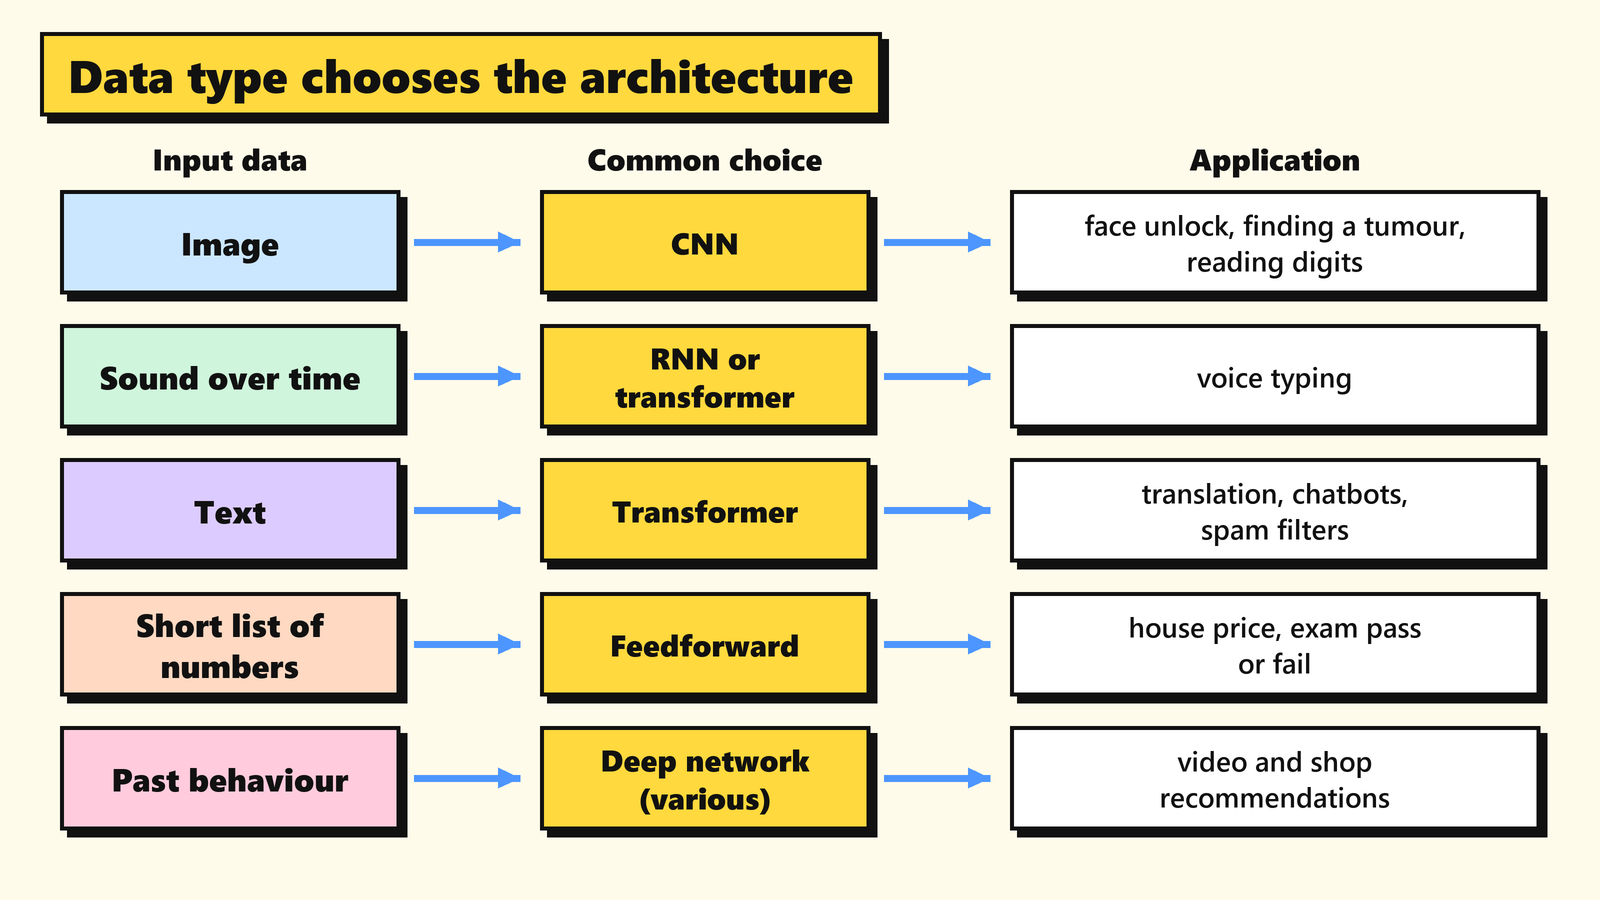 Data type chooses the architecture
Input data
Common choice
Application
Image
CNN
face unlock, finding a tumour,
reading digits
Sound over time
RNN or
transformer
voice typing
Text
Transformer
translation, chatbots,
spam filters
Short list of
numbers
Feedforward
house price, exam pass
or fail
Past behaviour
Deep network
(various)
video and shop
recommendations